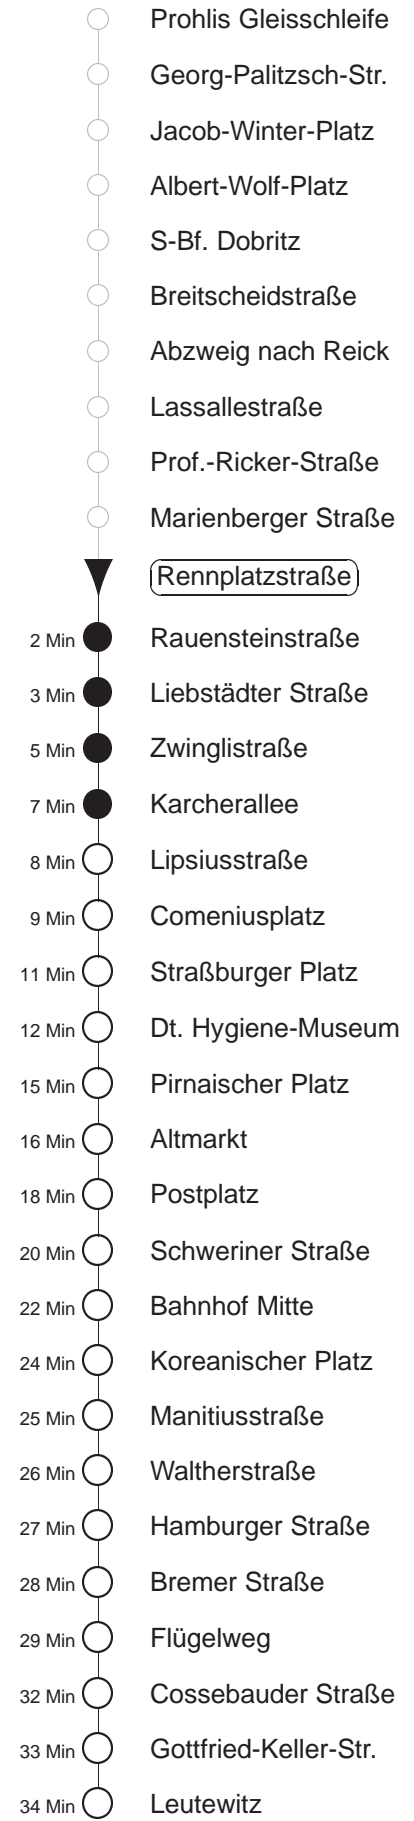 Prohlis Gleisschleife
Georg-Palitzsch-Str.
Jacob-Winter-Platz
Albert-Wolf-Platz
S-Bf. Dobritz
Breitscheidstraße
Abzweig nach Reick
Lassallestraße
Prof.-Ricker-Straße
Marienberger Straße
Rennplatzstraße
2 Min Rauensteinstraße
3 Min Liebstädter Straße
5 Min Zwinglistraße
7 Min Karcherallee
8 Min Lipsiusstraße
9 Min Comeniusplatz
11 Min Straßburger Platz
12 Min Dt. Hygiene-Museum
15 Min Pirnaischer Platz
16 Min Altmarkt
18 Min Postplatz
20 Min Schweriner Straße
22 Min Bahnhof Mitte
24 Min Koreanischer Platz
25 Min Manitiusstraße
26 Min Waltherstraße
27 Min Hamburger Straße
28 Min Bremer Straße
29 Min Flügelweg
32 Min Cossebauder Straße
33 Min Gottfried-Keller-Str.
34 Min Leutewitz